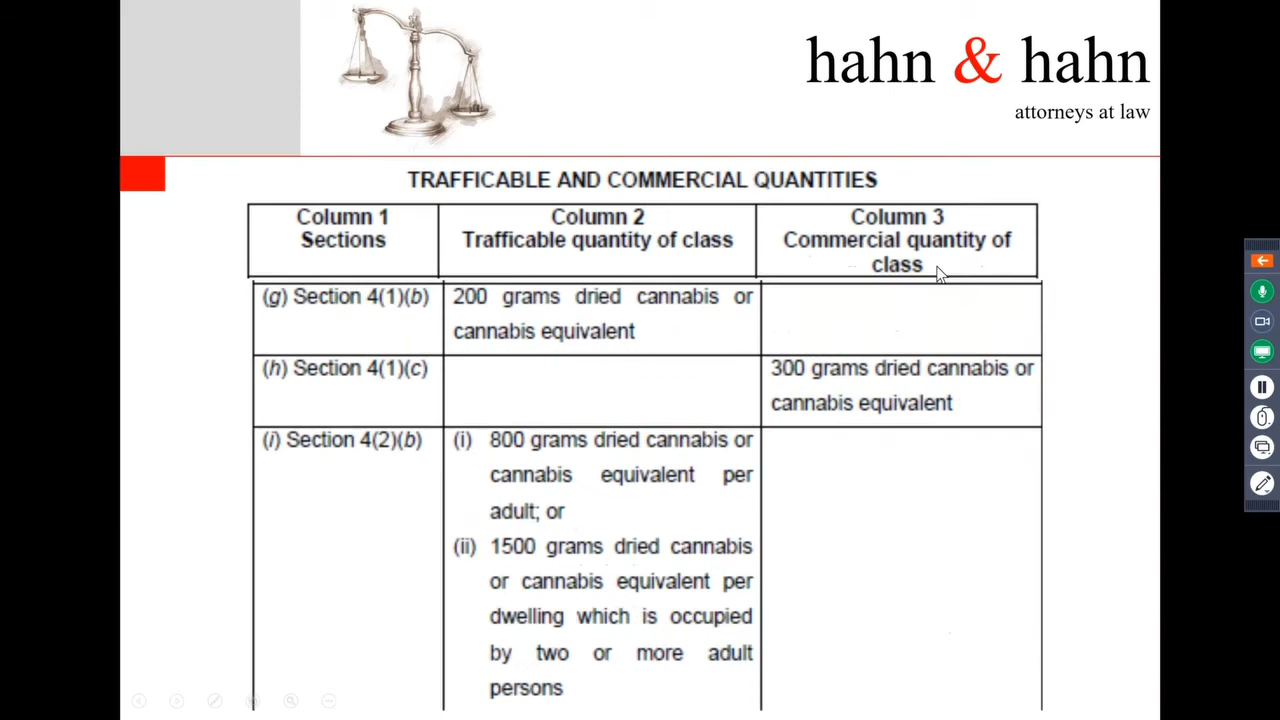 hahn & hahn
attorneys at law
TRAFFICABLE AND COMMERCIAL QUANTITIES
Column 1
Sections
Column 2
Trafficable quantity of class
Column 3
Commercial quantity of
class
(g) Section 4(1)(b)
200 grams dried cannabis or
cannabis equivalent
(h) Section 4(1)(c)
300 grams dried cannabis or
cannabis equivalent
(i) Section 4(2)(b)
(i) 800 grams dried cannabis or
cannabis equivalent per
adult; or
(ii) 1500 grams dried cannabis
or cannabis equivalent per
dwelling which is occupied
by two or more adult
persons